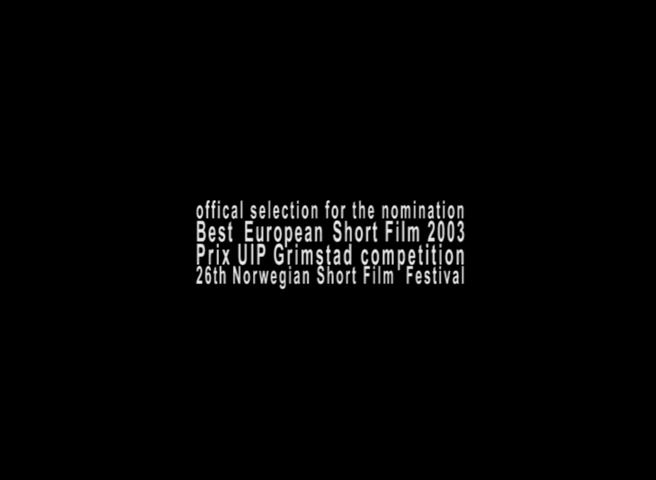 offical selection for the nomination
Best European Short Film 2003
Prix UIP Grimstad competition
26th Norwegian Short Film Festival